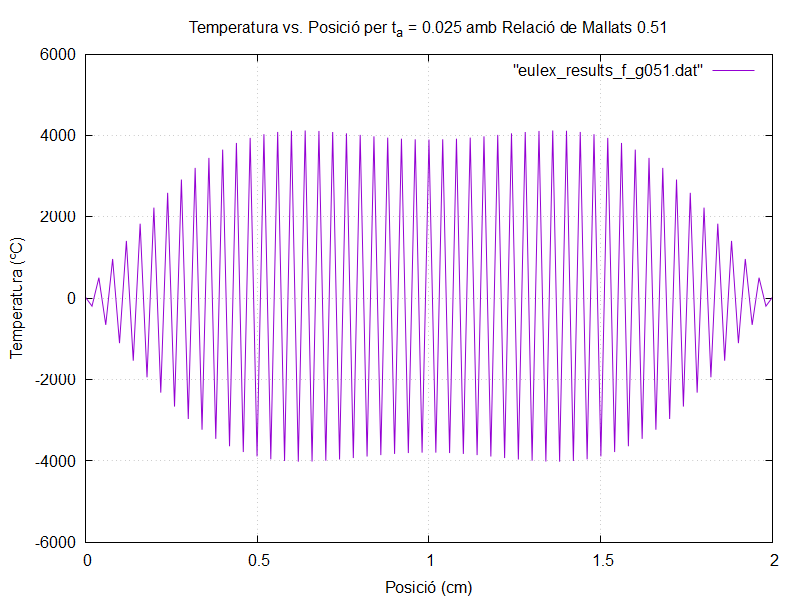 Temperatura vs. Posició per ta = 0.025 amb Relació de Mallats 0.51
"eulex_results_f_g051.dat"
6000
4000
2000
0
-2000
-4000
-6000
Temperatura (ºC)
0 0.5 1 1.5 2
Posició (cm)